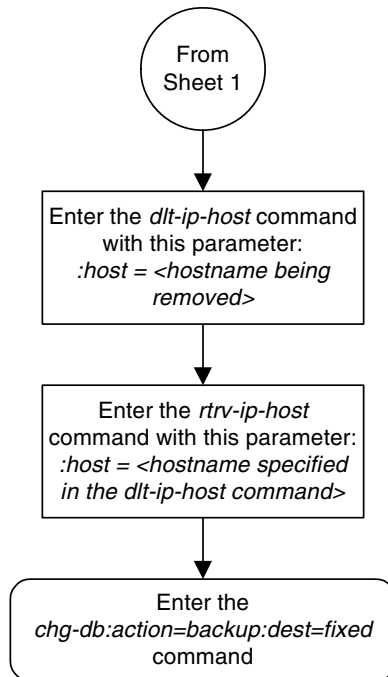 From
Sheet 1
Enter the dlt-ip-host command
with this parameter:
:host = <hostname being
removed>
Enter the rtrv-ip-host
command with this parameter:
:host = <hostname specified
in the dlt-ip-host command>
Enter the
chg-db:action=backup:dest=fixed
command